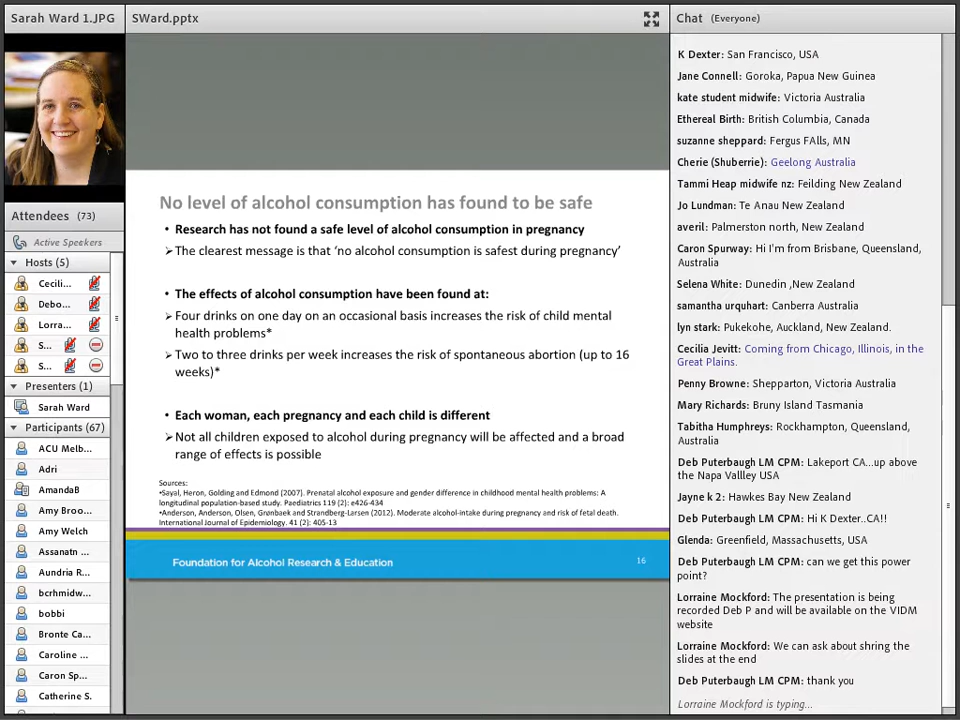 Sarah Ward 1.JPG
Attendees (73)
Active Speakers
Hosts (5)
Cecili...
Debo...
Lorra...
S...
S...
Presenters (1)
Sarah Ward
Participants (67)
ACU Melb...
Adri
AmandaB
Amy Broo...
Amy Welch
Assanatn ...
Aundria R...
bcrhmidw...
bobbi
Bronte Ca...
Caroline ...
Caron Sp...
Catherine S.
SWard.pptx
No level of alcohol consumption has found to be safe
• Research has not found a safe level of alcohol consumption in pregnancy
➢The clearest message is that ‘no alcohol consumption is safest during pregnancy’
• The effects of alcohol consumption have been found at:
➢Four drinks on one day on an occasional basis increases the risk of child mental
health problems*
➢Two to three drinks per week increases the risk of spontaneous abortion (up to 16
weeks)*
• Each woman, each pregnancy and each child is different
➢Not all children exposed to alcohol during pregnancy will be affected and a broad
range of effects is possible
Sources:
•Sayal, Heron, Golding and Edmond (2007). Prenatal alcohol exposure and gender difference in childhood mental health problems: A
longitudinal population-based study. Paediatrics 119 (2): e426-434
•Anderson, Anderson, Olsen, Grønbæk and Strandberg-Larsen (2012). Moderate alcohol-intake during pregnancy and risk of fetal death.
International Journal of Epidemiology. 41 (2): 405-13
Foundation for Alcohol Research & Education
16
Chat (Everyone)
K Dexter: San Francisco, USA
Jane Connell: Goroka, Papua New Guinea
kate student midwife: Victoria Australia
Ethereal Birth: British Columbia, Canada
suzanne sheppard: Fergus FAlls, MN
Cherie (Shuberrie): Geelong Australia
Tammi Heap midwife nz: Feilding New Zealand
Jo Lundman: Te Anau New Zealand
averil: Palmerston north, New Zealand
Caron Spurway: Hi I'm from Brisbane, Queensland,
Australia
Selena White: Dunedin ,New Zealand
samantha urquhart: Canberra Australia
lyn stark: Pukekohe, Auckland, New Zealand.
Cecilia Jevitt: Coming from Chicago, Illinois, in the
Great Plains.
Penny Browne: Shepparton, Victoria Australia
Mary Richards: Bruny Island Tasmania
Tabitha Humphreys: Rockhampton, Queensland,
Australia
Deb Puterbaugh LM CPM: Lakeport CA...up above
the Napa Vallley USA
Jayne k 2: Hawkes Bay New Zealand
Deb Puterbaugh LM CPM: Hi K Dexter..CA!!
Glenda: Greenfield, Massachusetts, USA
Deb Puterbaugh LM CPM: can we get this power
point?
Lorraine Mockford: The presentation is being
recorded Deb P and will be available on the VIDM
website
Lorraine Mockford: We can ask about shring the
slides at the end
Deb Puterbaugh LM CPM: thank you
Lorraine Mockford is typing...